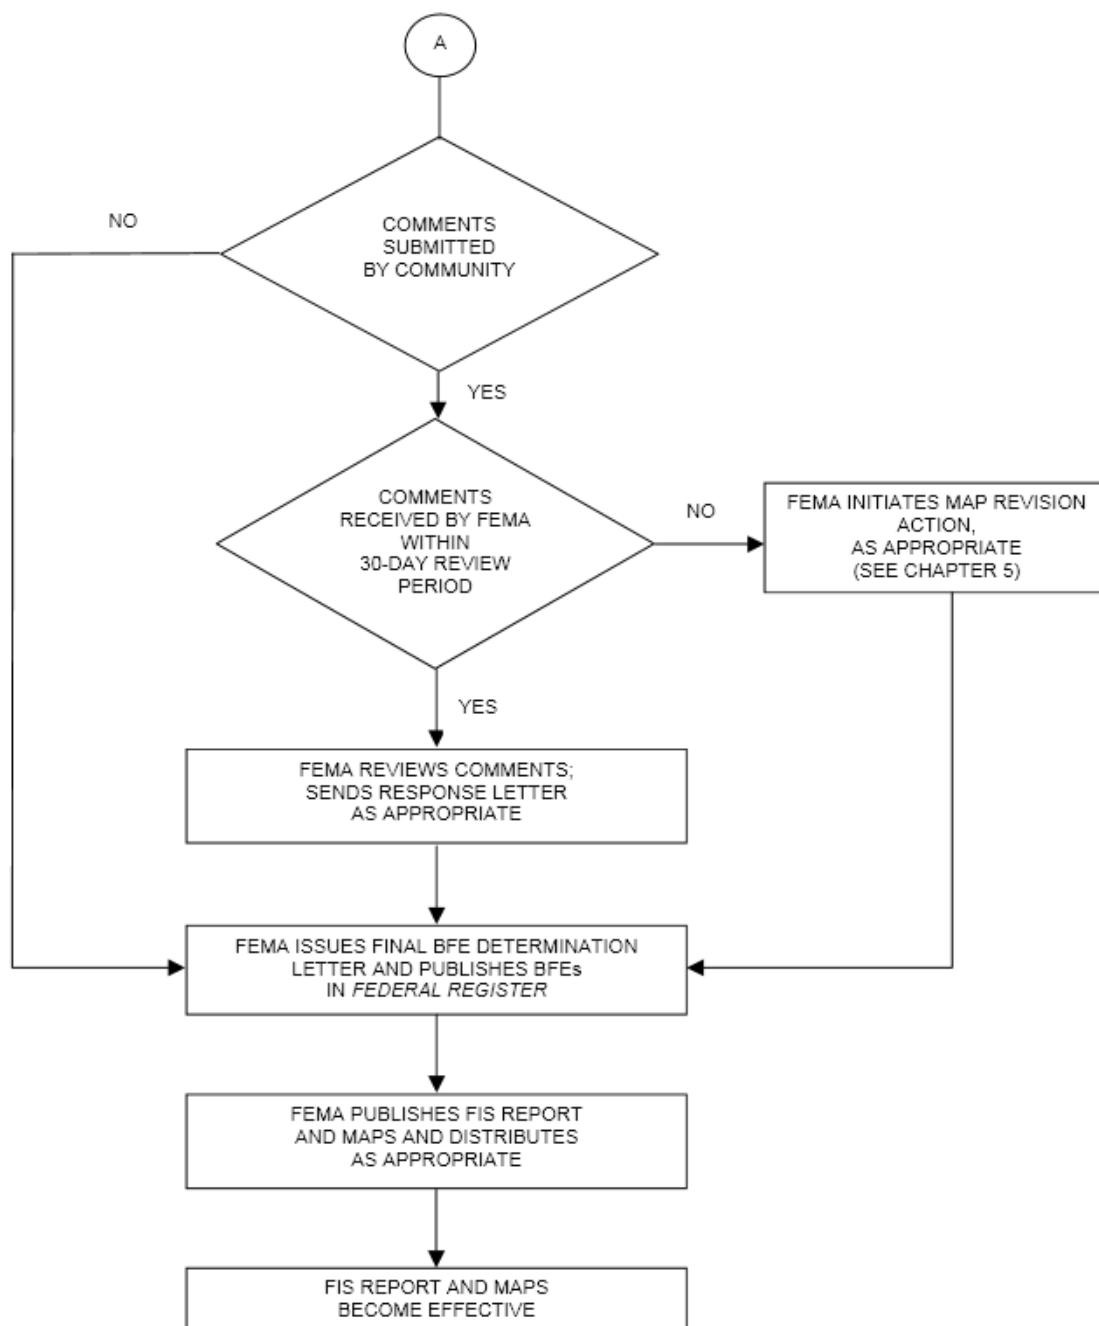 A
COMMENTS
SUBMITTED
BY COMMUNITY
NO
YES
COMMENTS
RECEIVED BY FEMA
WITHIN
30-DAY REVIEW
PERIOD
NO
FEMA INITIATES MAP REVISION
ACTION,
AS APPROPRIATE
(SEE CHAPTER 5)
YES
FEMA REVIEWS COMMENTS;
SENDS RESPONSE LETTER
AS APPROPRIATE
FEMA ISSUES FINAL BFE DETERMINATION
LETTER AND PUBLISHES BFEs
IN FEDERAL REGISTER
FEMA PUBLISHES FIS REPORT
AND MAPS AND DISTRIBUTES
AS APPROPRIATE
FIS REPORT AND MAPS
BECOME EFFECTIVE